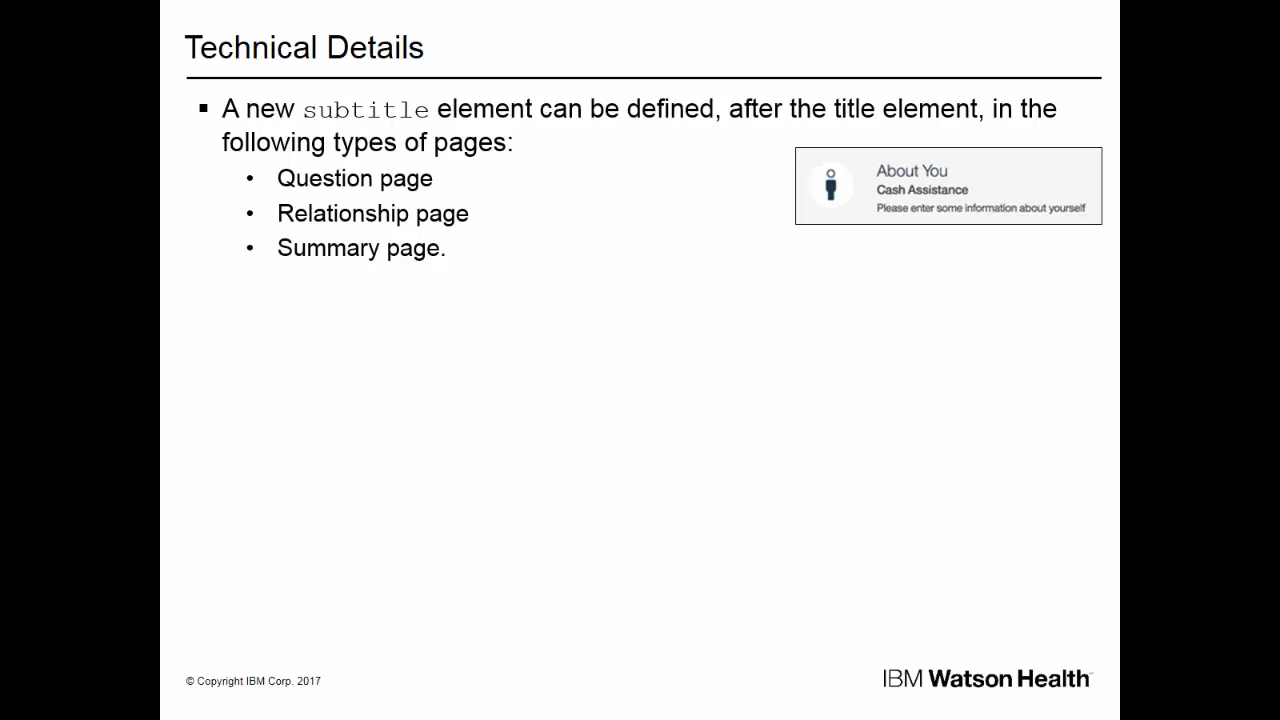 Technical Details
▪ A new subtitle element can be defined, after the title element, in the
following types of pages:
• Question page
• Relationship page
• Summary page.
About You
Cash Assistance
Please enter some information about yourself
© Copyright IBM Corp. 2017
IBM Watson Health